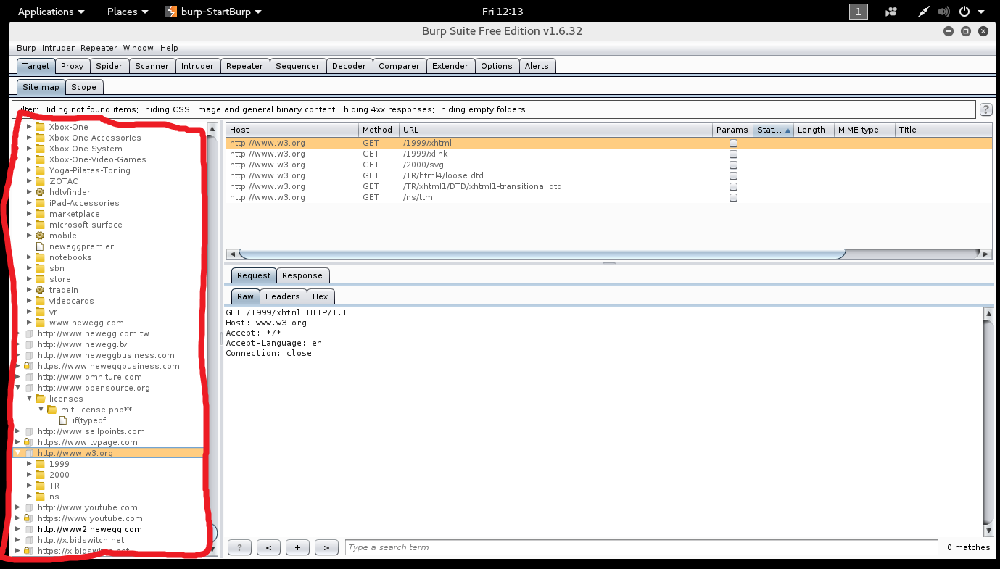 Applications Places burp-StartBurp Fri 12:13 1
Burp Suite Free Edition v1.6.32
Burp Intruder Repeater Window Help
Target Proxy Spider Scanner Intruder Repeater Sequencer Decoder Comparer Extender Options Alerts
Site map Scope
Filter: Hiding not found items; hiding CSS, image and general binary content; hiding 4xx responses; hiding empty folders ?
Xbox-One
Xbox-One-Accessories
Xbox-One-System
Xbox-One-Video-Games
Yoga-Pilates-Toning
ZOTAC
hdtvfinder
iPad-Accessories
marketplace
microsoft-surface
mobile
neweggpremier
notebooks
sbn
store
tradein
videocards
vr
www.newegg.com
http://www.newegg.com.tw
http://www.newegg.tv
http://www.neweggbusiness.com
https://www.neweggbusiness.com
http://www.omniture.com
http://www.opensource.org
licenses
mit-license.php**
if(typeof
http://www.sellpoints.com
https://www.tvpage.com
http://www.w3.org
1999
2000
TR
ns
http://www.youtube.com
https://www.youtube.com
http://www2.newegg.com
http://x.bidswitch.net
https://x.bidswitch.net
Host Method URL Params Stat... Length MIME type Title
http://www.w3.org GET /1999/xhtml
http://www.w3.org GET /1999/xlink
http://www.w3.org GET /2000/svg
http://www.w3.org GET /TR/html4/loose.dtd
http://www.w3.org GET /TR/xhtml1/DTD/xhtml1-transitional.dtd
http://www.w3.org GET /ns/ttml
Request Response
Raw Headers Hex
GET /1999/xhtml HTTP/1.1
Host: www.w3.org
Accept: */*
Accept-Language: en
Connection: close
? < + > Type a search term 0 matches